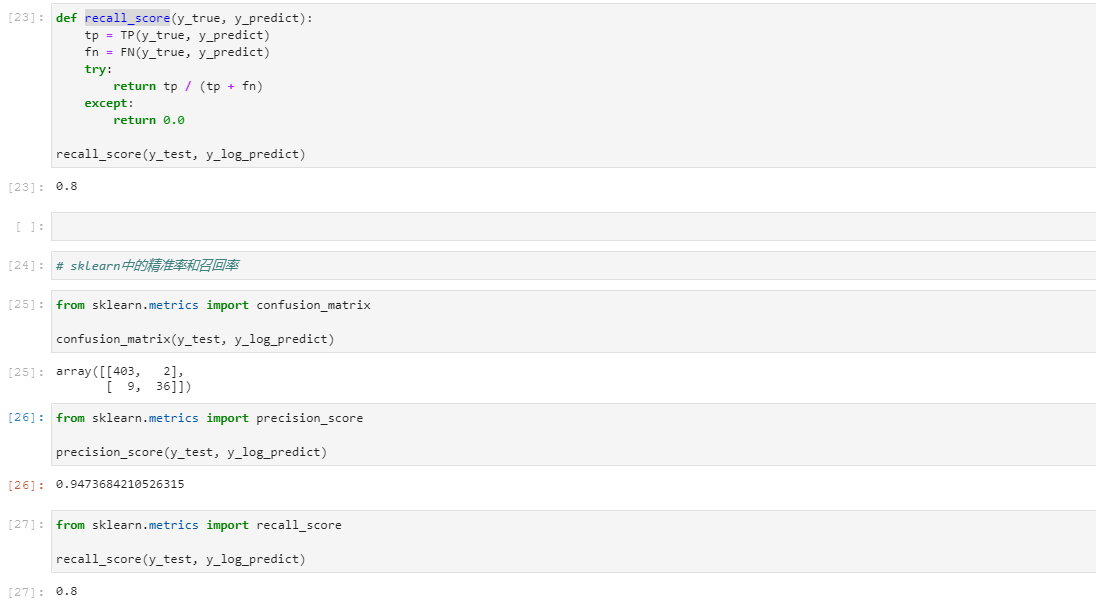 [23]: def recall_score(y_true, y_predict):
    tp = TP(y_true, y_predict)
    fn = FN(y_true, y_predict)
    try:
        return tp / (tp + fn)
    except:
        return 0.0
recall_score(y_test, y_log_predict)
[23]: 0.8
[ ]:
[24]: # sklearn中的精准率和召回率
[25]: from sklearn.metrics import confusion_matrix
confusion_matrix(y_test, y_log_predict)
[25]: array([[403,   2],
       [  9,  36]])
[26]: from sklearn.metrics import precision_score
precision_score(y_test, y_log_predict)
[26]: 0.9473684210526315
[27]: from sklearn.metrics import recall_score
recall_score(y_test, y_log_predict)
[27]: 0.8